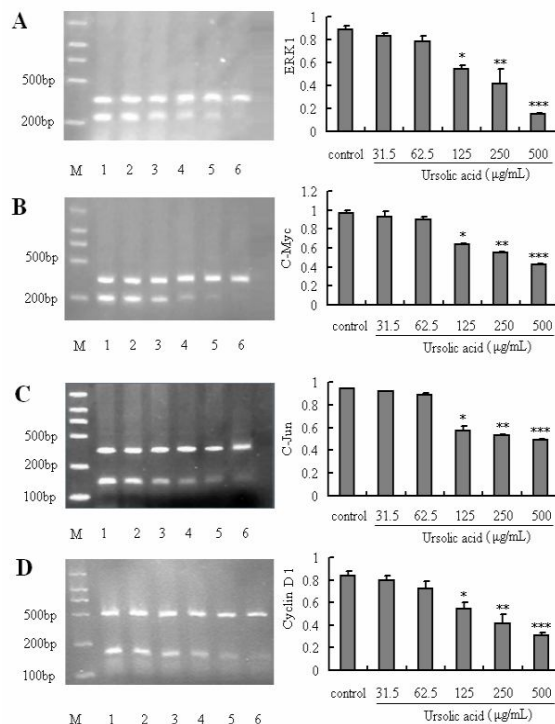 A
500bp
200bp
M 1 2 3 4 5 6
ERK1
1
0.8
0.6
0.4
0.2
0
* ** ***
control 31.5 62.5 125 250 500
Ursolic acid (μg/mL)
B
500bp
200bp
M 1 2 3 4 5 6
C-Myc
1.2
1
0.8
0.6
0.4
0.2
0
* ** ***
control 31.5 62.5 125 250 500
Ursolic acid (μg/mL)
C
500bp
200bp
100bp
M 1 2 3 4 5 6
C-Jun
1
0.8
0.6
0.4
0.2
0
* ** ***
control 31.5 62.5 125 250 500
Ursolic acid (μg/mL)
D
500bp
200bp
100bp
M 1 2 3 4 5 6
Cyclin D1
1
0.8
0.6
0.4
0.2
0
* ** ***
control 31.5 62.5 125 250 500
Ursolic acid (μg/mL)